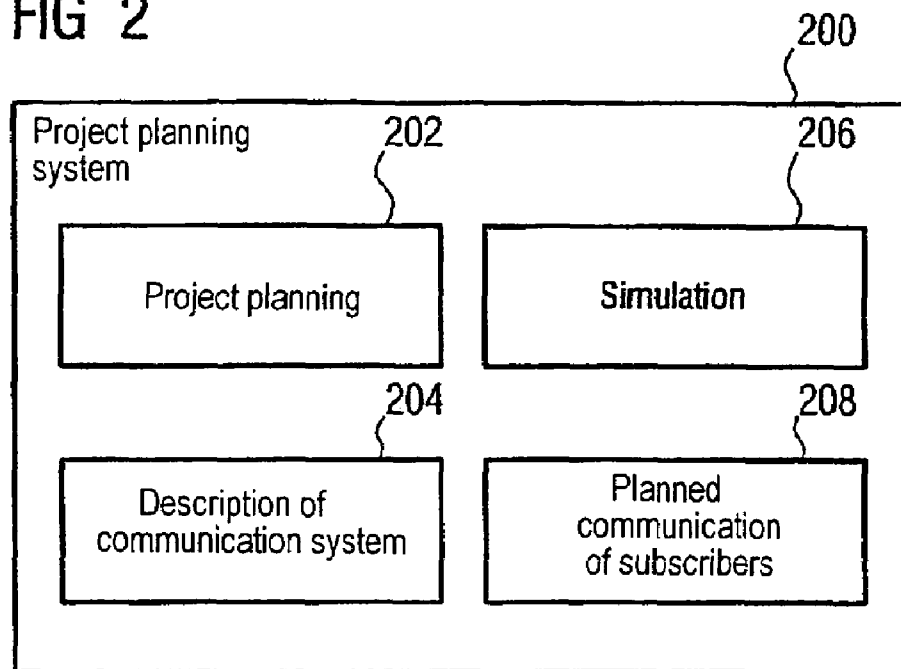 FIG 2
200
Project planning
system
202
206
Project planning
Simulation
204
208
Description of
communication system
Planned
communication
of subscribers